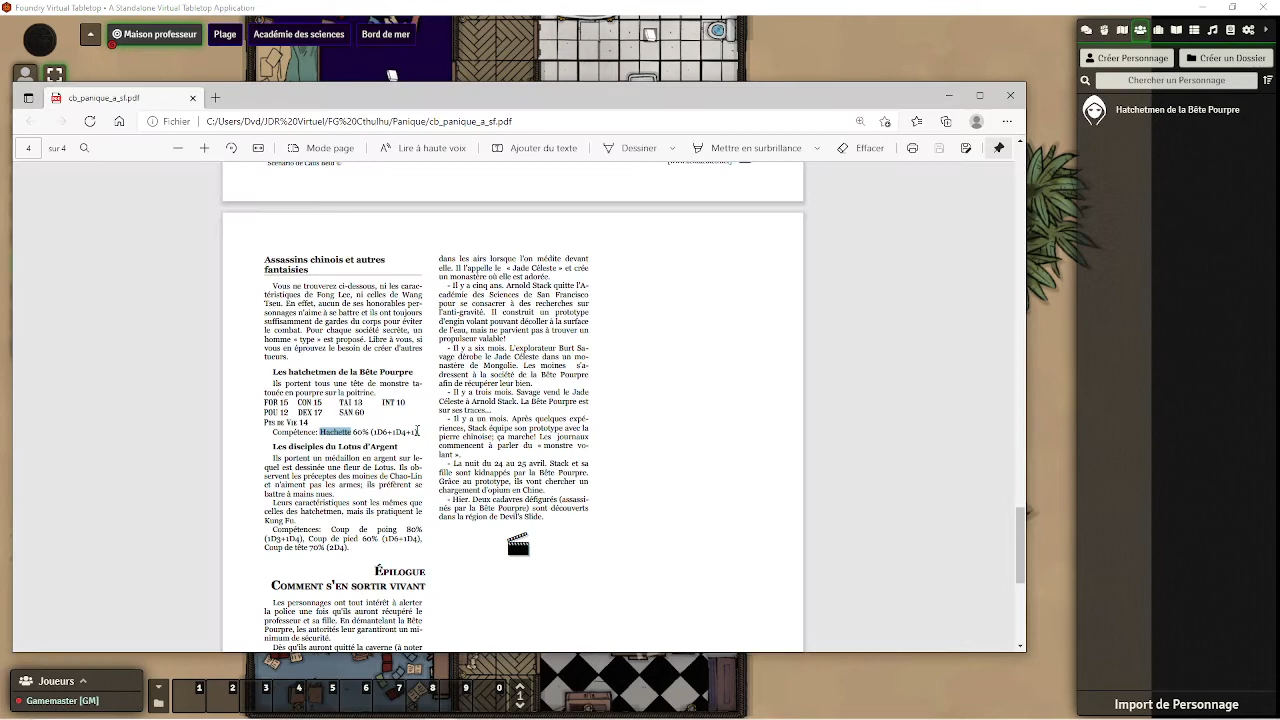 Foundry Virtual Tabletop • A Standalone Virtual Tabletop Application
Maison professeur
Plage
Académie des sciences
Bord de mer
Créer Personnage
Créer un Dossier
Chercher un Personnage
Hatchetmen de la Bête Pourpre
cb_panique_a_sf.pdf
Fichier
C:/Users/Dvd/JDR%20Virtuel/FG%20Cthulhu/Panique/cb_panique_a_sf.pdf
4 sur 4
Mode page
Lire à haute voix
Ajouter du texte
Dessiner
Mettre en surbrillance
Effacer
Assassins chinois et autres
fantaisies
Vous ne trouverez ci-dessous, ni les carac-
téristiques de Fong Lee, ni celles de Wang
Tseu. En effet, aucun de ses honorables per-
sonnages n'aime à se battre et ils ont toujours
suffisamment de gardes du corps pour éviter
le combat. Pour chaque société secrète, un
homme « type » est proposé. Libre à vous, si
vous en éprouvez le besoin de créer d'autres
tueurs.
Les hatchetmen de la Bête Pourpre
Ils portent tous une tête de monstre ta-
touée en pourpre sur la poitrine.
FOR 15 CON 15 TAI 13 INT 10
POU 12 DEX 17 SAN 60
Pts de Vie 14
Compétence: Hachette 60% (1D6+1D4+1)
Les disciples du Lotus d'Argent
Ils portent un médaillon en argent sur le-
quel est dessinée une fleur de Lotus. Ils ob-
servent les préceptes des moines de Chao-Lin
et n'aiment pas les armes; ils préfèrent se
battre à mains nues.
Leurs caractéristiques sont les mêmes que
celles des hatchetmen, mais ils pratiquent le
Kung Fu.
Compétences: Coup de poing 80%
(1D3+1D4), Coup de pied 60% (1D6+1D4),
Coup de tête 70% (2D4).
Épilogue
Comment s'en sortir vivant
Les personnages ont tout intérêt à alerter
la police une fois qu'ils auront récupéré le
professeur et sa fille. En démantelant la Bête
Pourpre, les autorités leur garantiront un mi-
nimum de sécurité.
Dès qu'ils auront quitté la caverne (à noter
dans les airs lorsque l'on médite devant
elle. Il l'appelle le « Jade Céleste » et crée
un monastère où elle est adorée.
- Il y a cinq ans. Arnold Stack quitte l'A-
cadémie des Sciences de San Francisco
pour se consacrer à des recherches sur
l'anti-gravité. Il construit un prototype
d'engin volant pouvant décoller à la surface
de l'eau, mais ne parvient pas à trouver un
propulseur valable!
- Il y a six mois. L'explorateur Burt Sa-
vage dérobe le Jade Céleste dans un mo-
nastère de Mongolie. Les moines s'a-
dressent à la société de la Bête Pourpre
afin de récupérer leur bien.
- Il y a trois mois. Savage vend le Jade
Céleste à Arnold Stack. La Bête Pourpre est
sur ses traces...
- Il y a un mois. Après quelques expé-
riences, Stack équipe son prototype avec la
pierre chinoise; ça marche! Les journaux
commencent à parler du « monstre vo-
lant ».
- La nuit du 24 au 25 avril. Stack et sa
fille sont kidnappés par la Bête Pourpre.
Grâce au prototype, ils vont chercher un
chargement d'opium en Chine.
- Hier. Deux cadavres défigurés (assassi-
nés par la Bête Pourpre) sont découverts
dans la région de Devil's Slide.
Joueurs
Gamemaster [GM]
1 2 3 4 5 6 7 8 9 0
1
Import de Personnage